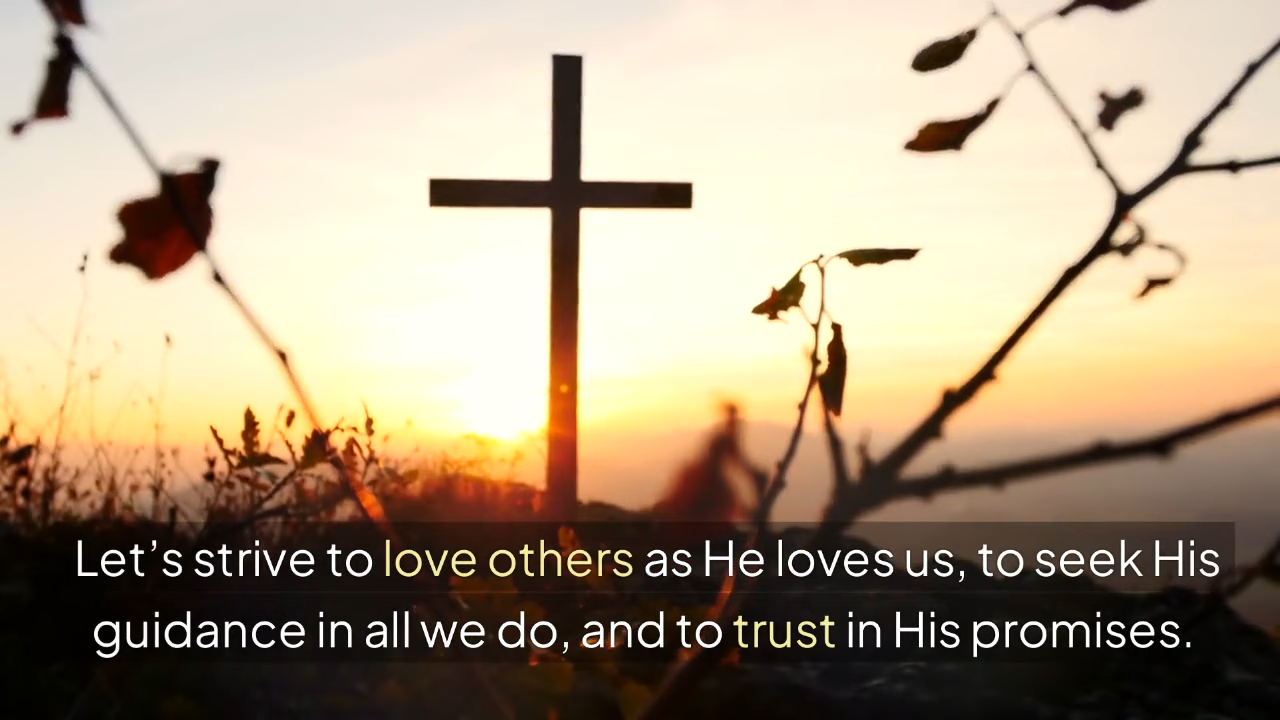 Let’s strive to love others as He loves us, to seek His
guidance in all we do, and to trust in His promises.